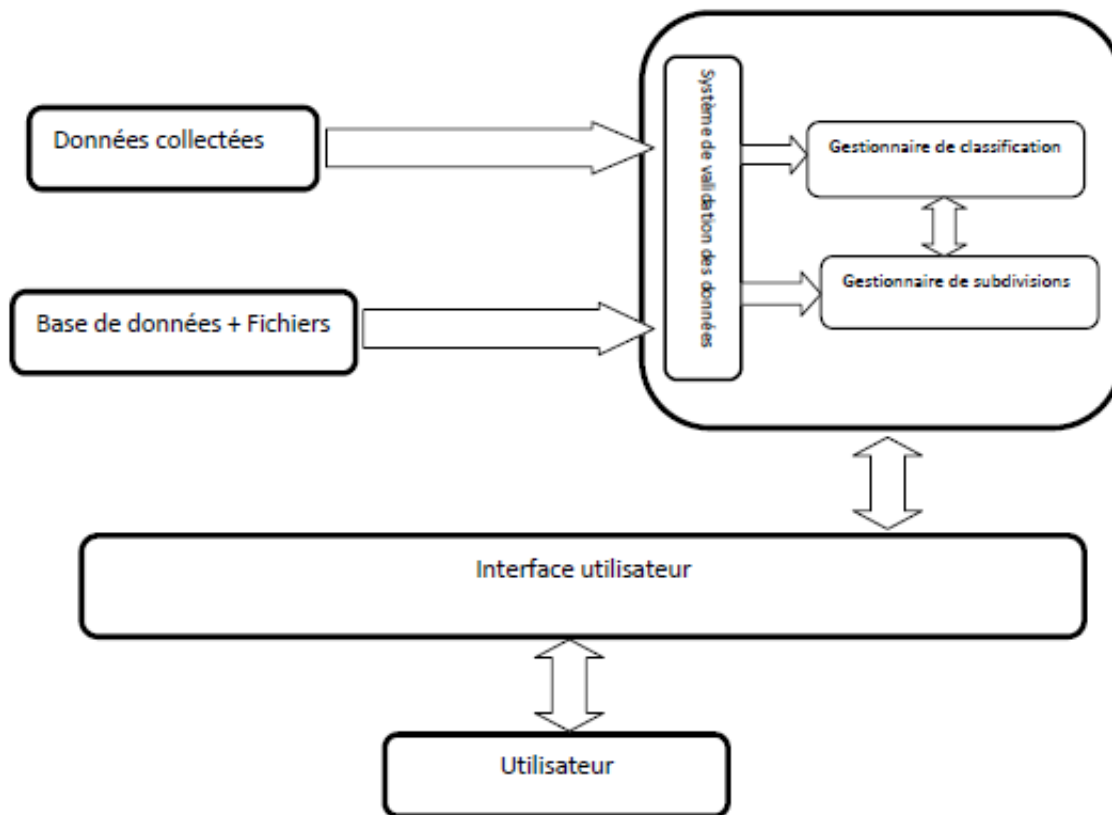 Données collectées
Base de données + Fichiers
Système de validation des données
Gestionnaire de classification
Gestionnaire de subdivisions
Interface utilisateur
Utilisateur